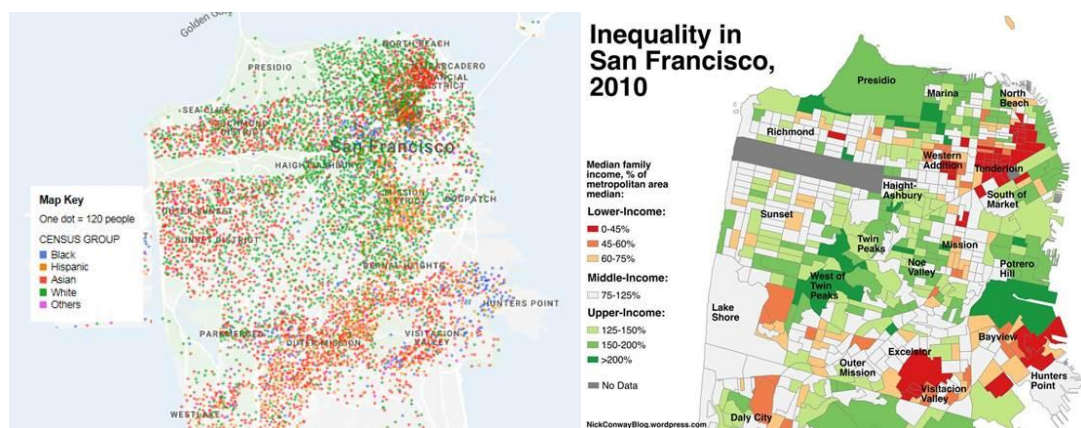 Golden Ga
NORTH BEACH
PRESIDIO
SEA CLIFF
San Francisco
HAIGHT-ASHBURY
MISSION
DISTRICT
DOGPATCH
OUTER SUNSET
SUNSET DISTRICT
BERNAL HEIGHTS
HUNTERS POINT
PARKMERCED
OUTER MISSION
VISITACION
VALLEY
WESTLAKE
Map Key
One dot = 120 people
CENSUS GROUP
Black
Hispanic
Asian
White
Others
Inequality in
San Francisco,
2010
Median family
income, % of
metropolitan area
median:
Lower-Income:
0-45%
45-60%
60-75%
Middle-Income:
75-125%
Upper-Income:
125-150%
150-200%
>200%
No Data
Presidio
Marina
North
Beach
Richmond
Western
Addition
Tenderloin
Haight-
Ashbury
South of
Market
Sunset
Twin
Peaks
Mission
Noe
Valley
Potrero
Hill
West of
Twin
Peaks
Lake
Shore
Bayview
Outer
Mission
Excelsior
Hunters
Point
Visitacion
Valley
Daly City
NickConwayBlog.wordpress.com